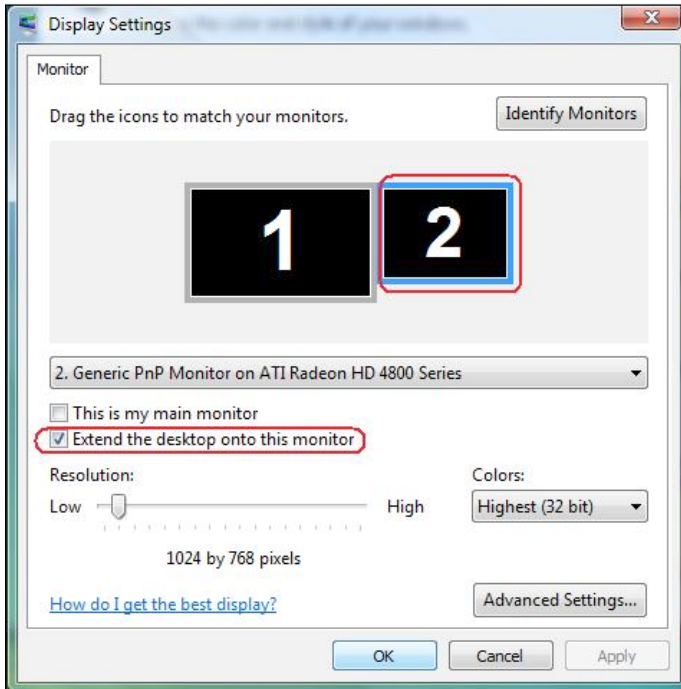 Display Settings
Monitor
Drag the icons to match your monitors.
Identify Monitors
1
2
2. Generic PnP Monitor on ATI Radeon HD 4800 Series
This is my main monitor
Extend the desktop onto this monitor
Resolution:
Colors:
Low
High
Highest (32 bit)
1024 by 768 pixels
How do I get the best display?
Advanced Settings...
OK
Cancel
Apply